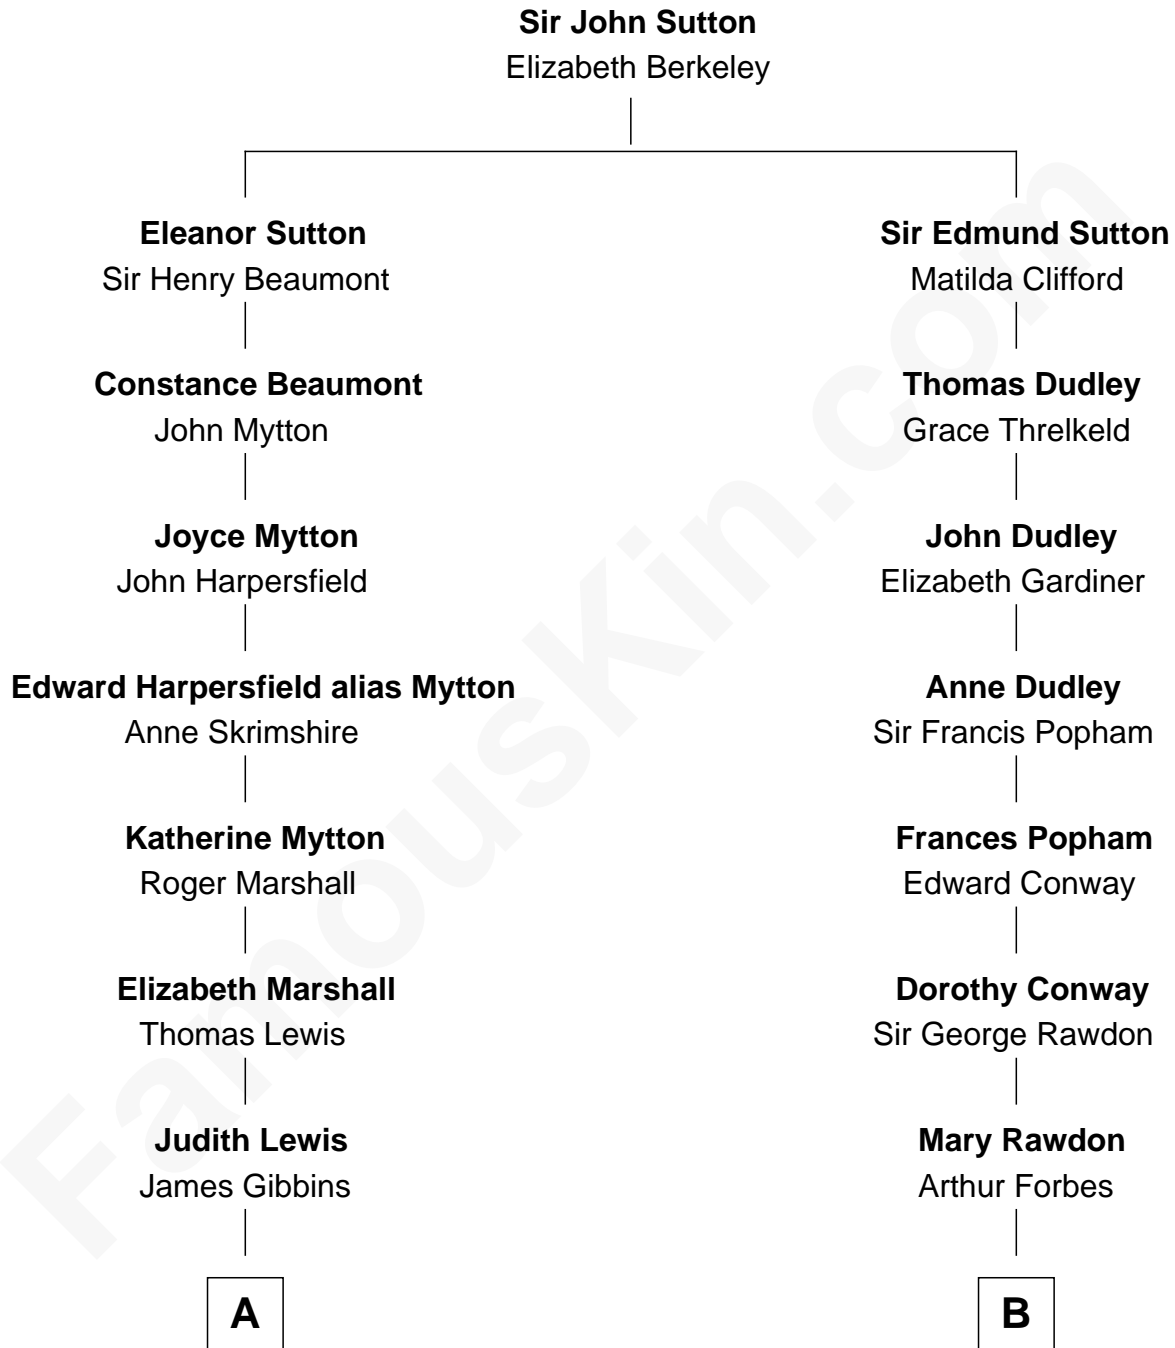 Sir John Sutton
Elizabeth Berkeley
Eleanor Sutton
Sir Henry Beaumont
Constance Beaumont
John Mytton
Joyce Mytton
John Harpersfield
Edward Harpersfield alias Mytton
Anne Skrimshire
Katherine Mytton
Roger Marshall
Elizabeth Marshall
Thomas Lewis
Judith Lewis
James Gibbins
A
Sir Edmund Sutton
Matilda Clifford
Thomas Dudley
Grace Threlkeld
John Dudley
Elizabeth Gardiner
Anne Dudley
Sir Francis Popham
Frances Popham
Edward Conway
Dorothy Conway
Sir George Rawdon
Mary Rawdon
Arthur Forbes
B
FamousKin.com